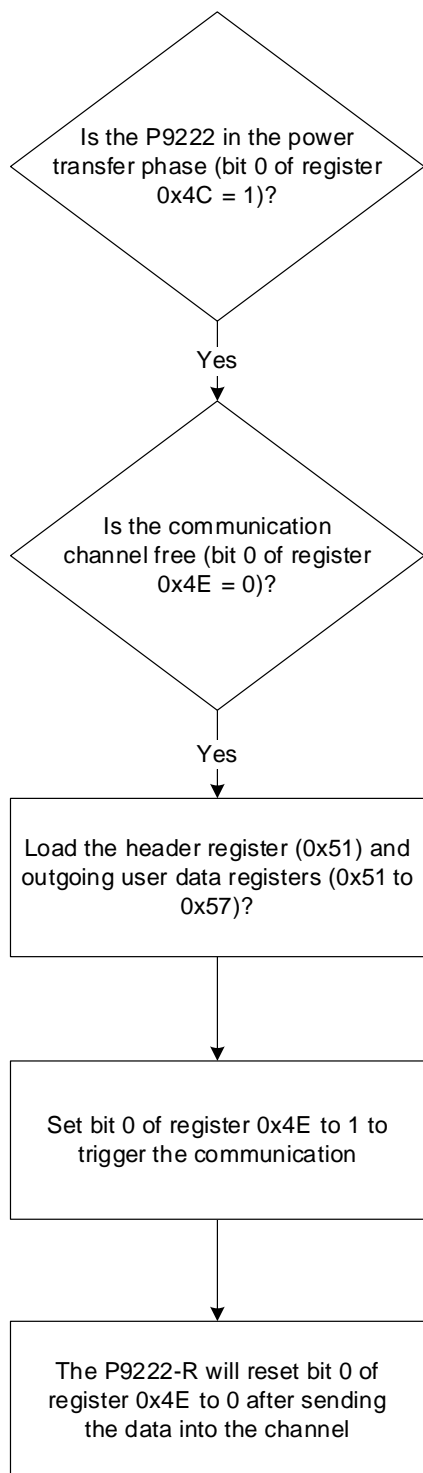 Is the P9222 in the power
transfer phase (bit 0 of register
0x4C = 1)?
Yes
Is the communication
channel free (bit 0 of register
0x4E = 0)?
Yes
Load the header register (0x51) and
outgoing user data registers (0x51 to
0x57)?
Set bit 0 of register 0x4E to 1 to
trigger the communication
The P9222-R will reset bit 0 of
register 0x4E to 0 after sending
the data into the channel